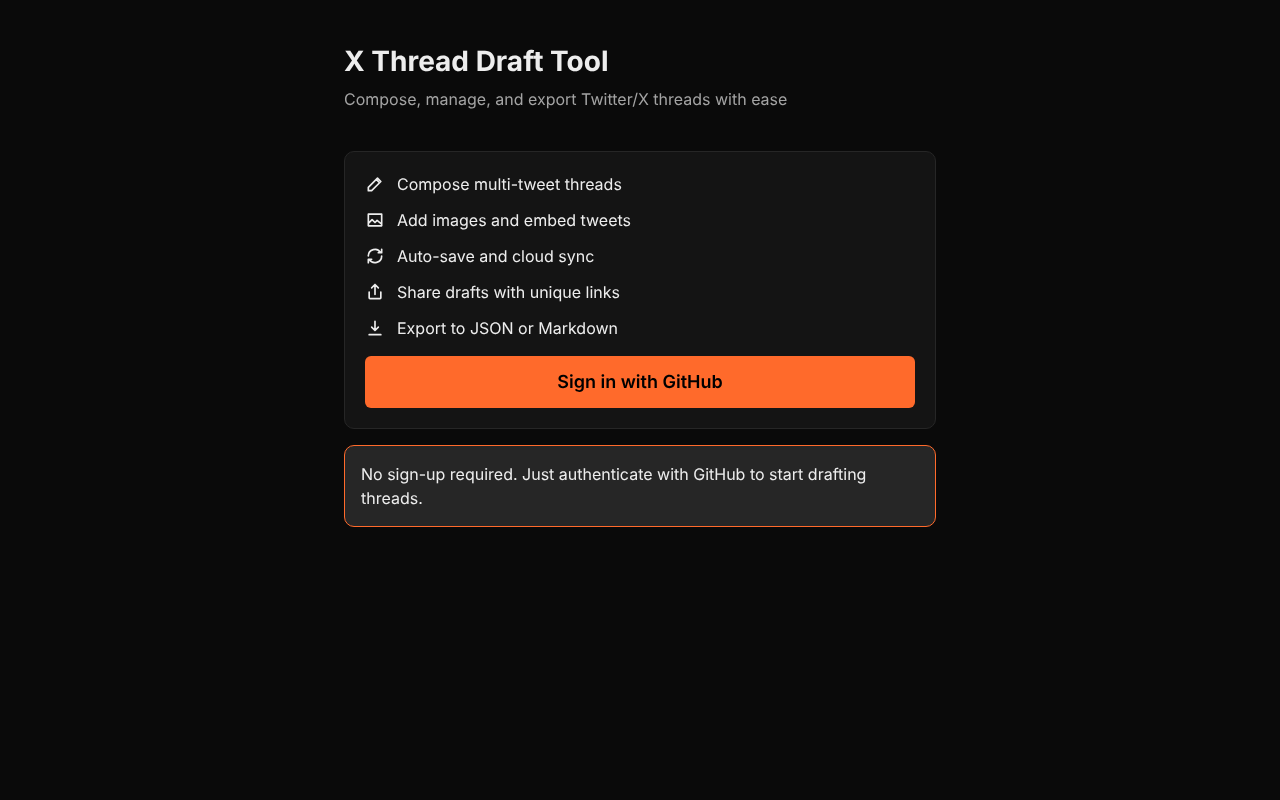 X Thread Draft Tool
Compose, manage, and export Twitter/X threads with ease
Compose multi-tweet threads
Add images and embed tweets
Auto-save and cloud sync
Share drafts with unique links
Export to JSON or Markdown
Sign in with GitHub
No sign-up required. Just authenticate with GitHub to start drafting
threads.